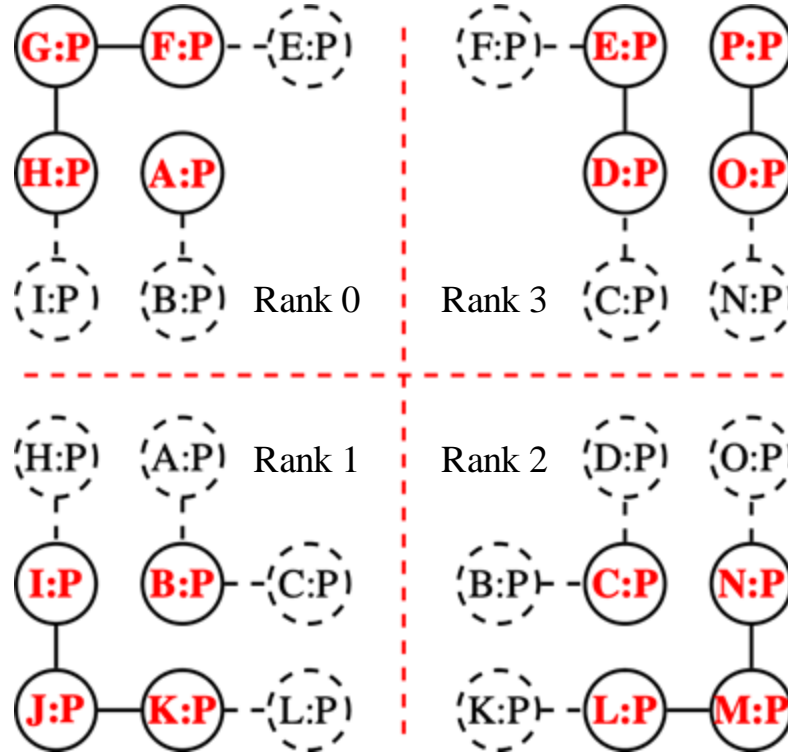 G:P F:P E:P F:P E:P P:P
H:P A:P D:P O:P
I:P B:P Rank 0 Rank 3 C:P N:P
H:P A:P Rank 1 Rank 2 D:P O:P
I:P B:P C:P B:P C:P N:P
J:P K:P L:P K:P L:P M:P